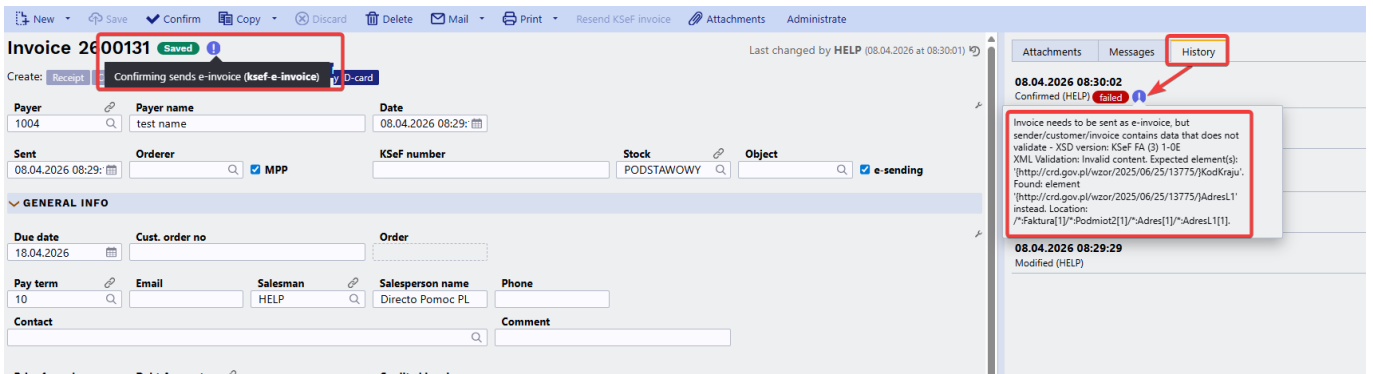 New Save Confirm Copy Discard Delete Mail Print Resend KSeF invoice Attachments Administrate
Invoice 2600131 Saved
Last changed by HELP (08.04.2026 at 08:30:01)
Confirming sends e-invoice (ksef-e-invoice)
Create: Receipt D-card
Payer Payer name Date
1004 test name 08.04.2026 08:29:
Sent Orderer KSeF number Stock Object
08.04.2026 08:29: MPP PODSTAWOWY e-sending
GENERAL INFO
Due date Cust. order no Order
18.04.2026
Pay term Email Salesman Salesperson name Phone
10 HELP Directo Pomoc PL
Contact Comment
Attachments Messages History
08.04.2026 08:30:02
Confirmed (HELP) failed
Invoice needs to be sent as e-invoice, but
sender/customer/invoice contains data that does not
validate - XSD version: KSeF FA (3) 1-0E
XML Validation: Invalid content. Expected element(s):
'{http://crd.gov.pl/wzor/2025/06/25/13775/}KodKraju'.
Found: element
'{http://crd.gov.pl/wzor/2025/06/25/13775/}AdresL1'
instead. Location:
/*:Faktura[1]/*:Podmiot2[1]/*:Adres[1]/*:AdresL1[1].
08.04.2026 08:29:29
Modified (HELP)